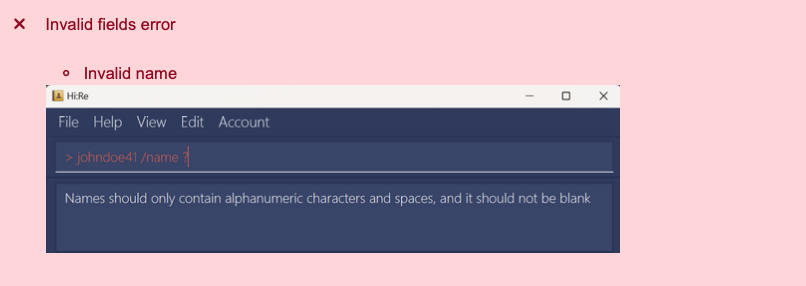 × Invalid fields error
Invalid name
Hi:Re
File Help View Edit Account
> johndoe41 /name ?
Names should only contain alphanumeric characters and spaces, and it should not be blank